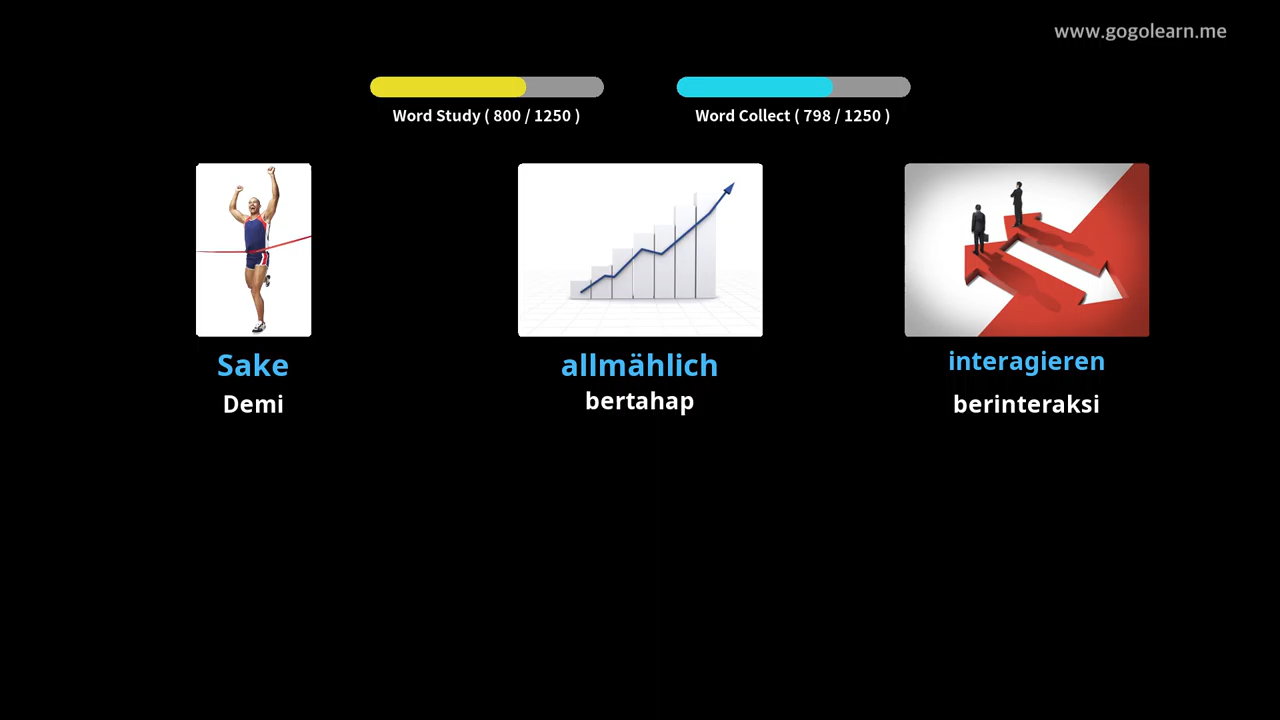 www.gogolearn.me
Word Study ( 800 / 1250 )
Word Collect ( 798 / 1250 )
Sake
Demi
allmählich
bertahap
interagieren
berinteraksi